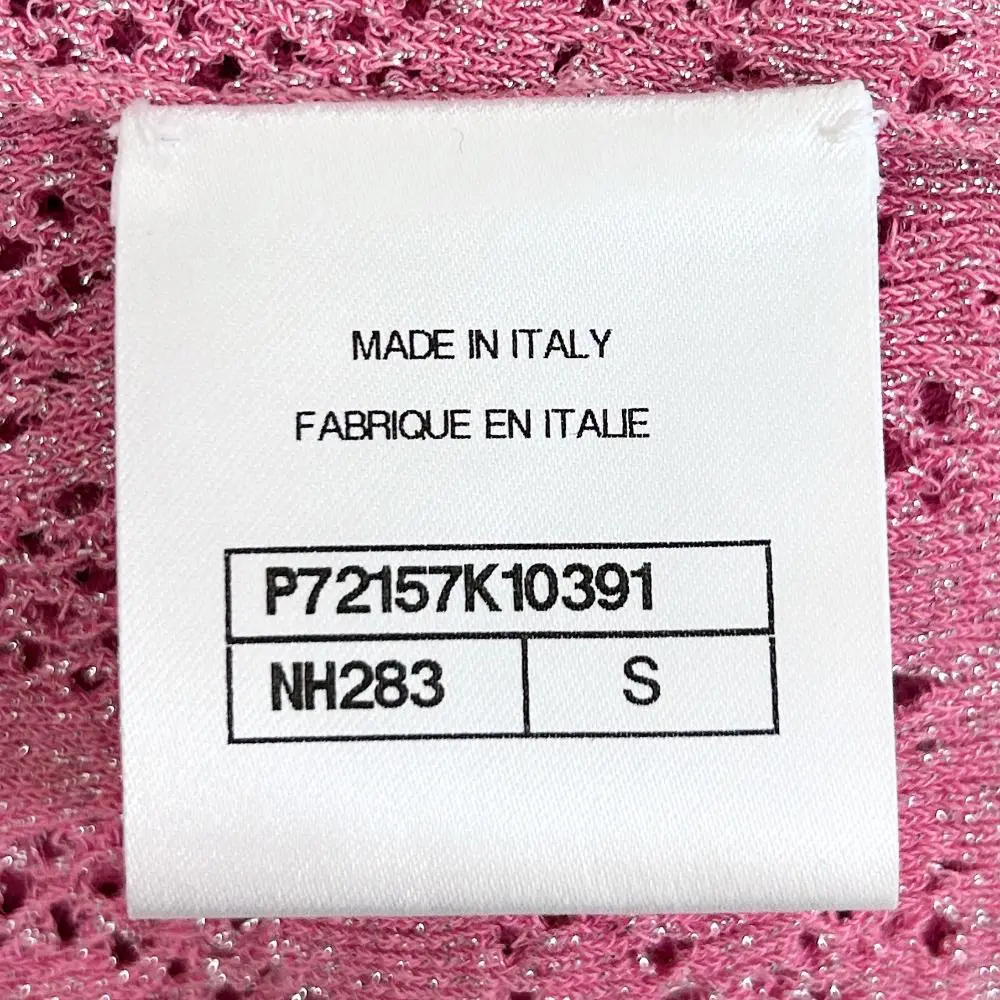 MADE IN ITALY
FABRIQUE EN ITALIE
P72157K10391
NH283 S